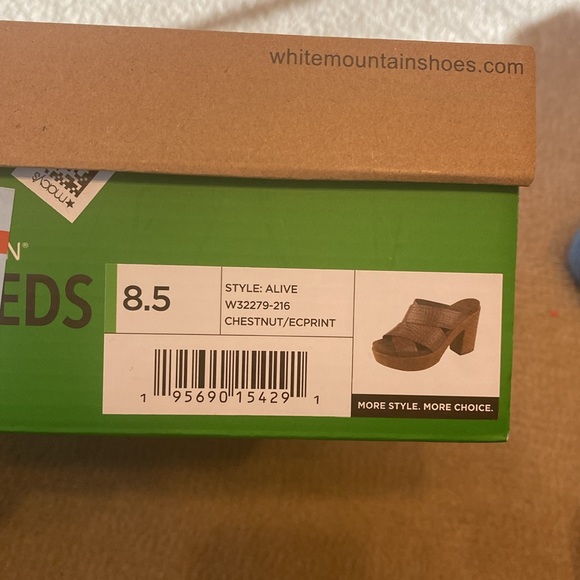 whitemountainshoes.com
★macy's
N®
EDS
8.5
STYLE: ALIVE
W32279-216
CHESTNUT/ECPRINT
1 95690 15429 1
MORE STYLE. MORE CHOICE.